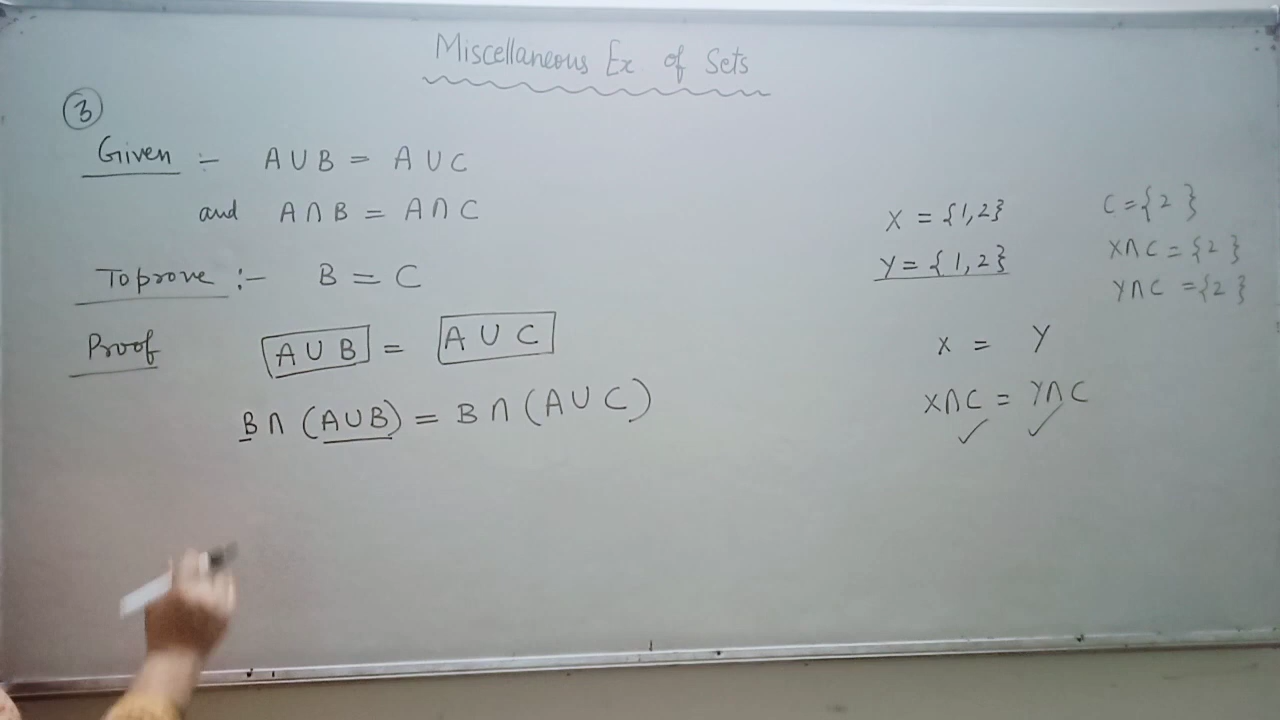 Miscellaneous Ex of Sets
③
Given :- A ∪ B = A ∪ C
and A ∩ B = A ∩ C
To prove :- B = C
Proof A ∪ B = A ∪ C
B ∩ (A ∪ B) = B ∩ (A ∪ C)
X = {1,2}
Y = {1,2}
X = Y
X∩C = Y∩C
✓ ✓
C = {2}
X∩C = {2}
Y∩C = {2}